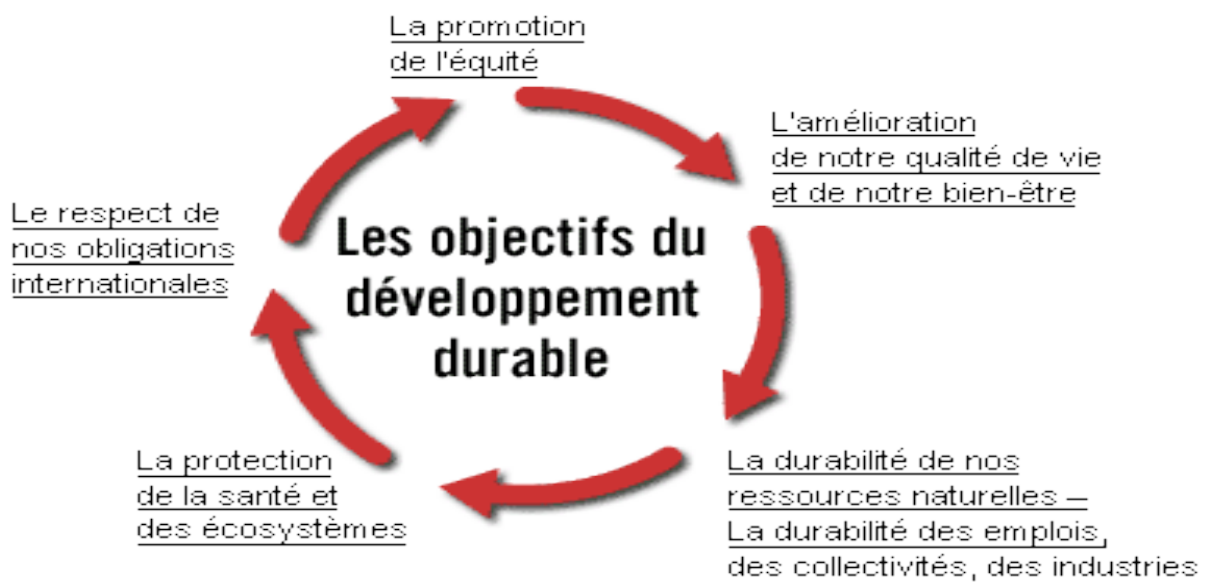 La promotion
de l'équité
L'amélioration
de notre qualité de vie
et de notre bien-être
Le respect de
nos obligations
internationales
Les objectifs du
développement
durable
La protection
de la santé et
des écosystèmes
La durabilité de nos
ressources naturelles –
La durabilité des emplois,
des collectivités, des industries